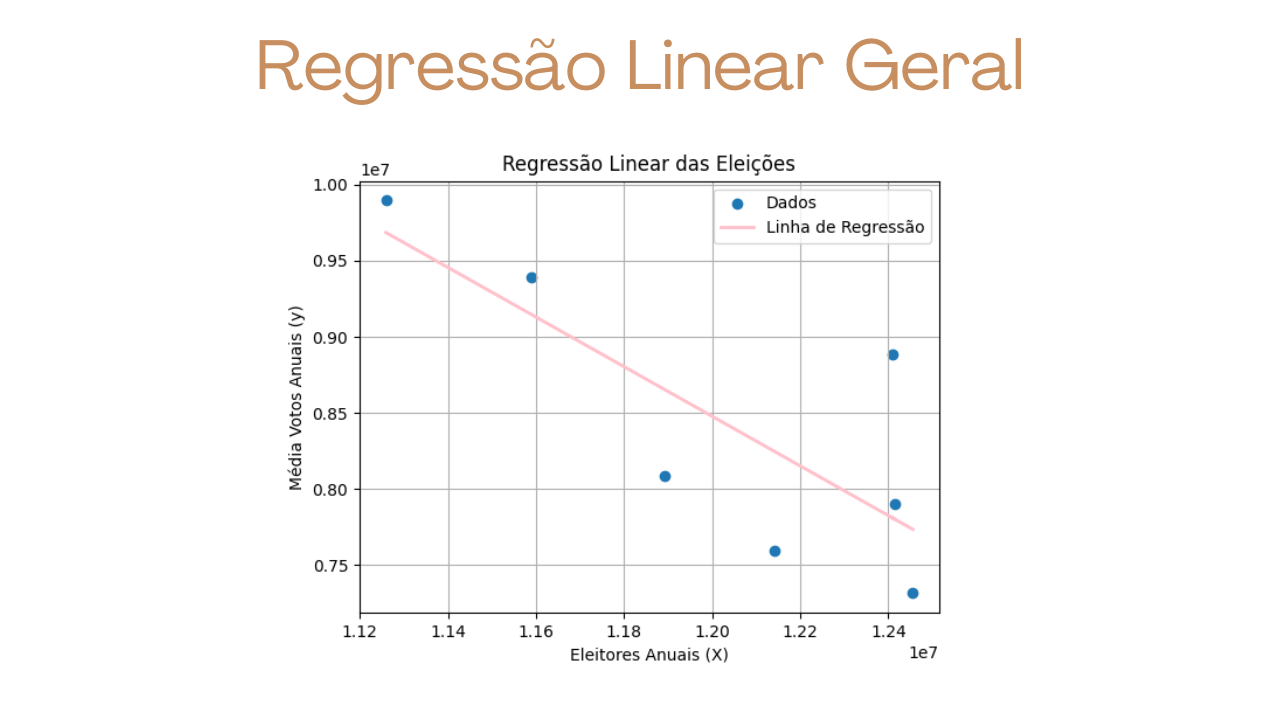 Regressão Linear Geral
Regressão Linear das Eleições
1e7
1.00
0.95
0.90
0.85
0.80
0.75
Média Votos Anuais (y)
Dados
Linha de Regressão
1.12 1.14 1.16 1.18 1.20 1.22 1.24
1e7
Eleitores Anuais (X)